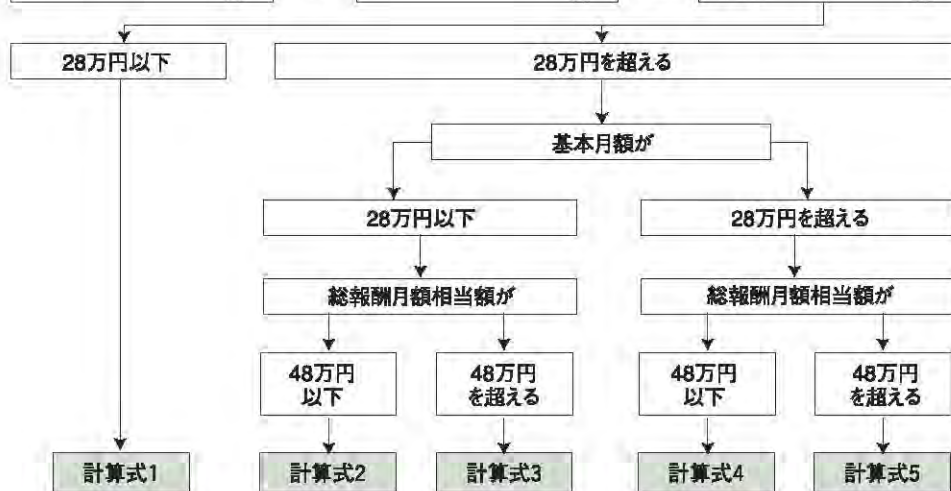 28万円以下
28万円を超える
基本月額が
28万円以下
28万円を超える
総報酬月額相当額が
総報酬月額相当額が
48万円
以下
48万円
を超える
48万円
以下
48万円
を超える
計算式1
計算式2
計算式3
計算式4
計算式5